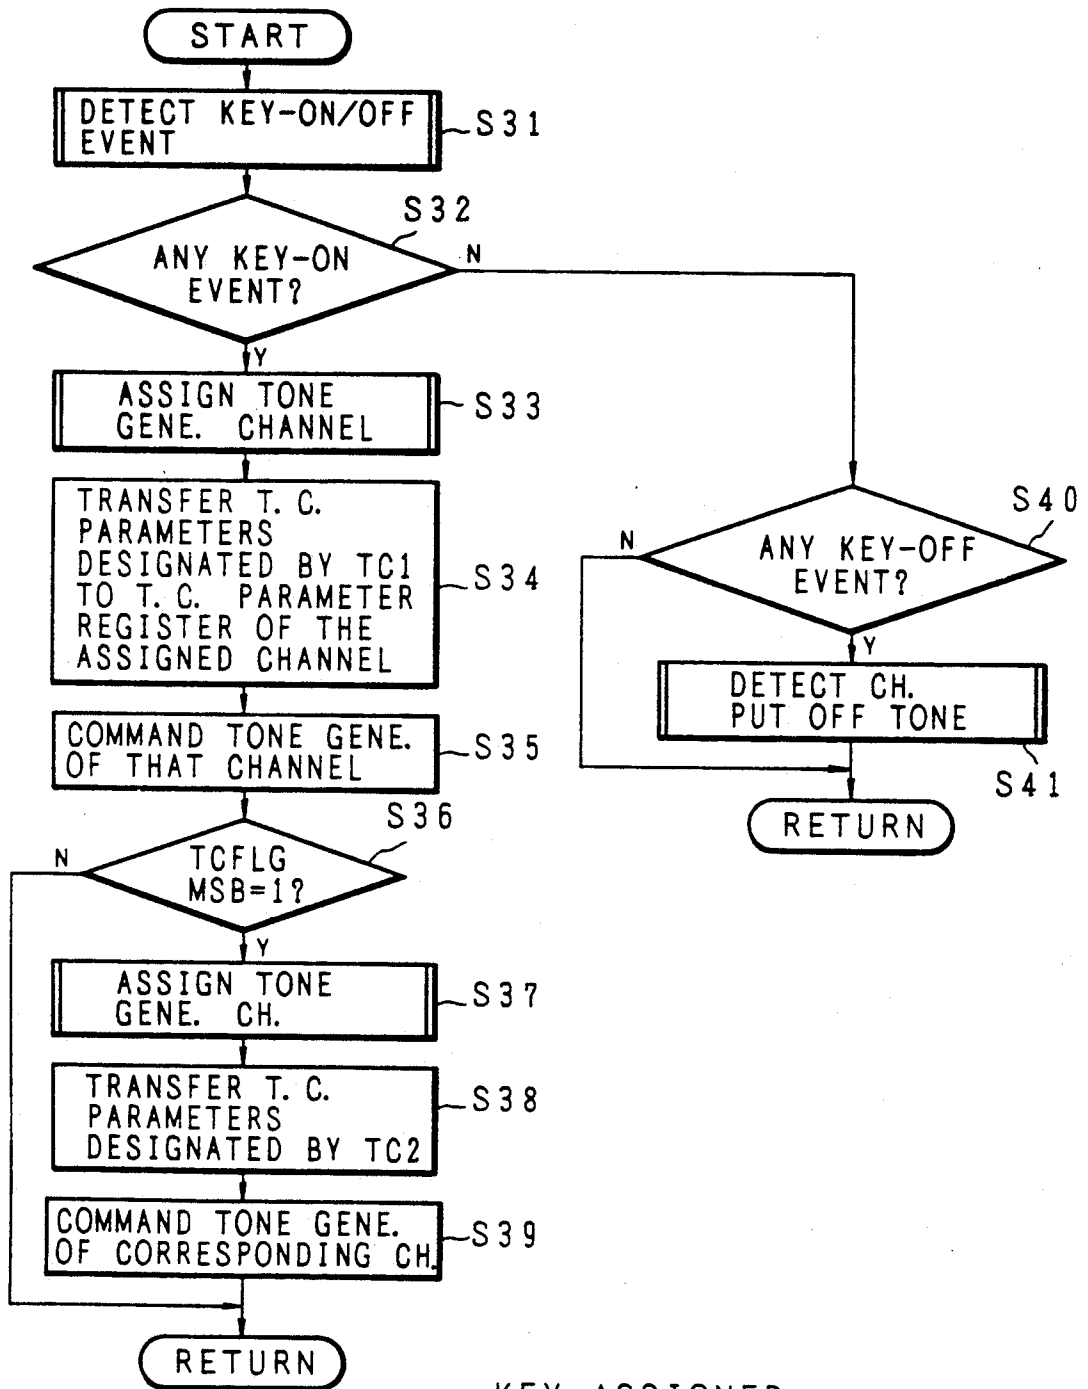 START
DETECT KEY-ON/OFF
EVENT
S31
S32
ANY KEY-ON
EVENT?
N
Y
ASSIGN TONE
GENE. CHANNEL
S33
TRANSFER T. C.
PARAMETERS
DESIGNATED BY TC1
TO T. C. PARAMETER
REGISTER OF THE
ASSIGNED CHANNEL
S34
COMMAND TONE GENE.
OF THAT CHANNEL
S35
S36
TCFLG
MSB=1?
N
Y
ASSIGN TONE
GENE. CH.
S37
TRANSFER T. C.
PARAMETERS
DESIGNATED BY TC2
S38
COMMAND TONE GENE.
OF CORRESPONDING CH.
S39
RETURN
S40
ANY KEY-OFF
EVENT?
N
Y
DETECT CH.
PUT OFF TONE
S41
RETURN
KEY ASSIGNER